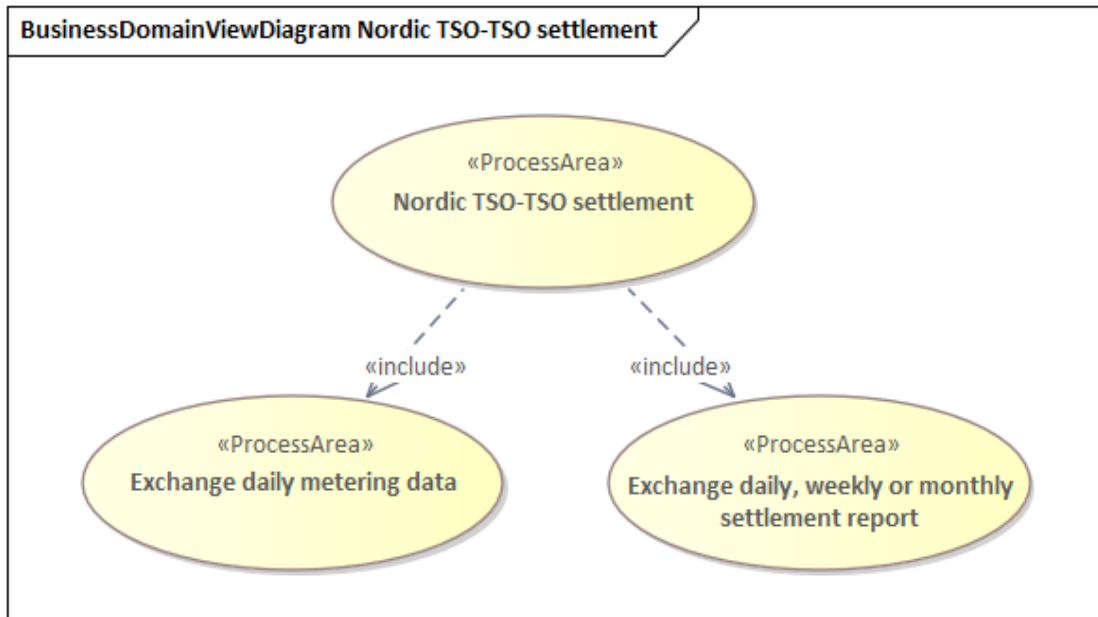 BusinessDomainViewDiagram Nordic TSO-TSO settlement
«ProcessArea»
Nordic TSO-TSO settlement
«include»
«include»
«ProcessArea»
Exchange daily metering data
«ProcessArea»
Exchange daily, weekly or monthly
settlement report